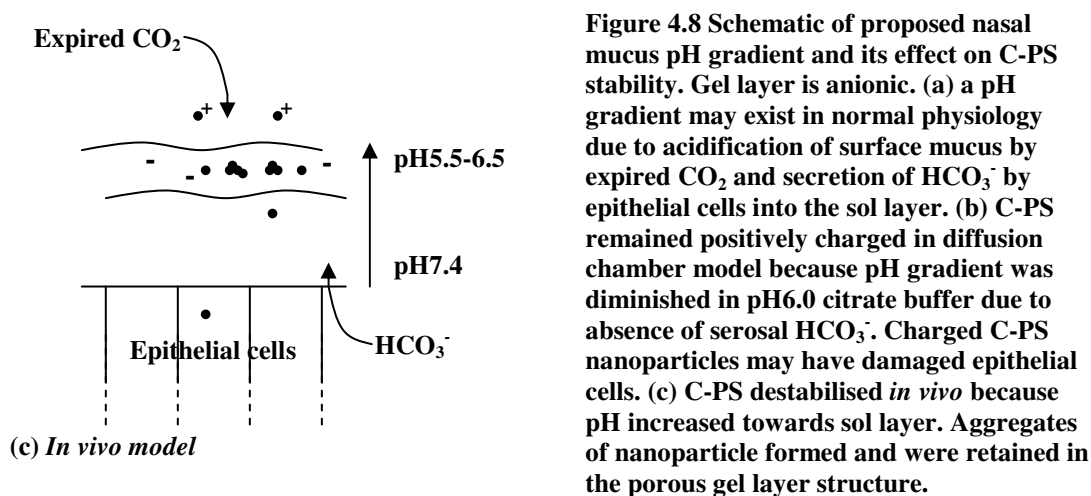 Expired CO₂
+ +
- -
-
pH5.5-6.5
pH7.4
Epithelial cells
HCO₃⁻
(c) In vivo model
Figure 4.8 Schematic of proposed nasal
mucus pH gradient and its effect on C-PS
stability. Gel layer is anionic. (a) a pH
gradient may exist in normal physiology
due to acidification of surface mucus by
expired CO₂ and secretion of HCO₃⁻ by
epithelial cells into the sol layer. (b) C-PS
remained positively charged in diffusion
chamber model because pH gradient was
diminished in pH6.0 citrate buffer due to
absence of serosal HCO₃⁻. Charged C-PS
nanoparticles may have damaged epithelial
cells. (c) C-PS destabilised in vivo because
pH increased towards sol layer. Aggregates
of nanoparticle formed and were retained in
the porous gel layer structure.